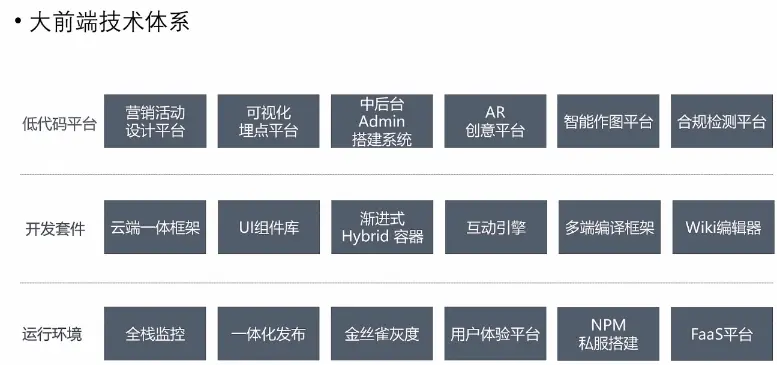 • 大前端技术体系
低代码平台
营销活动
设计平台
可视化
埋点平台
中后台
Admin
搭建系统
AR
创意平台
智能作图平台
合规检测平台
开发套件
云端一体框架
UI组件库
渐进式
Hybrid 容器
互动引擎
多端编译框架
Wiki编辑器
运行环境
全栈监控
一体化发布
金丝雀灰度
用户体验平台
NPM
私服搭建
FaaS平台